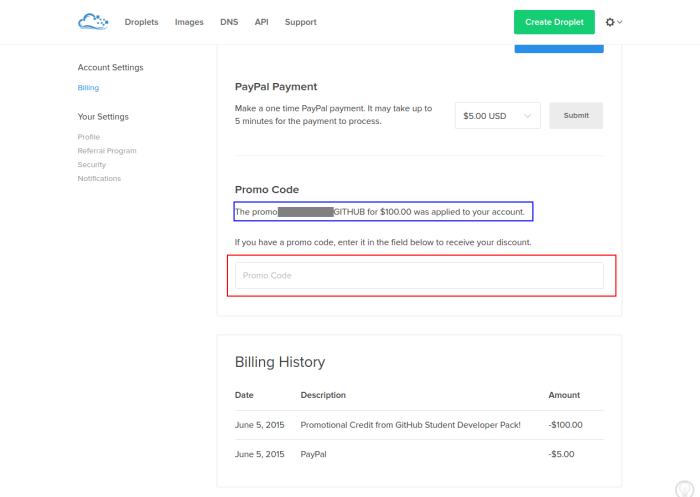 Droplets Images DNS API Support Create Droplet
Account Settings
Billing
Your Settings
Profile
Referral Program
Security
Notifications
PayPal Payment
Make a one time PayPal payment. It may take up to
5 minutes for the payment to process.
$5.00 USD
Submit
Promo Code
The promo GITHUB for $100.00 was applied to your account.
If you have a promo code, enter it in the field below to receive your discount.
Promo Code
Billing History
Date Description Amount
June 5, 2015 Promotional Credit from GitHub Student Developer Pack! -$100.00
June 5, 2015 PayPal -$5.00